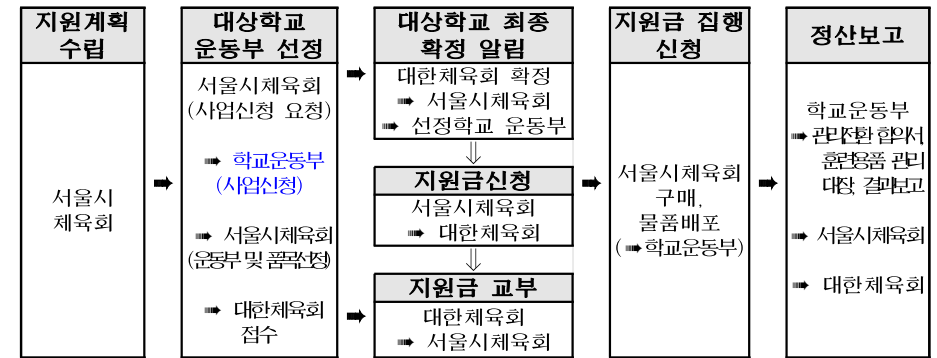 지원계획
수립
서울시
체육회
➡
대상학교
운동부 선정
서울시체육회
(사업신청 요청)
➠ 학교운동부
(사업신청)
➠ 서울시체육회
(운동부 및 품목선정)
➠ 대한체육회
접수
➡
➡
대상학교 최종
확정 알림
대한체육회 확정
➠ 서울시체육회
➠ 선정학교 운동부
⇓
지원금신청
서울시체육회
➠ 대한체육회
⇓
지원금 교부
대한체육회
➠ 서울시체육회
➡
지원금 집행
신청
서울시체육회
구매,
물품배포
(➠학교운동부)
➡
정산보고
학교운동부
➠ 관리전환 합의서,
훈련용품 관리
대장, 결과보고
➠ 서울시체육회
➠ 대한체육회